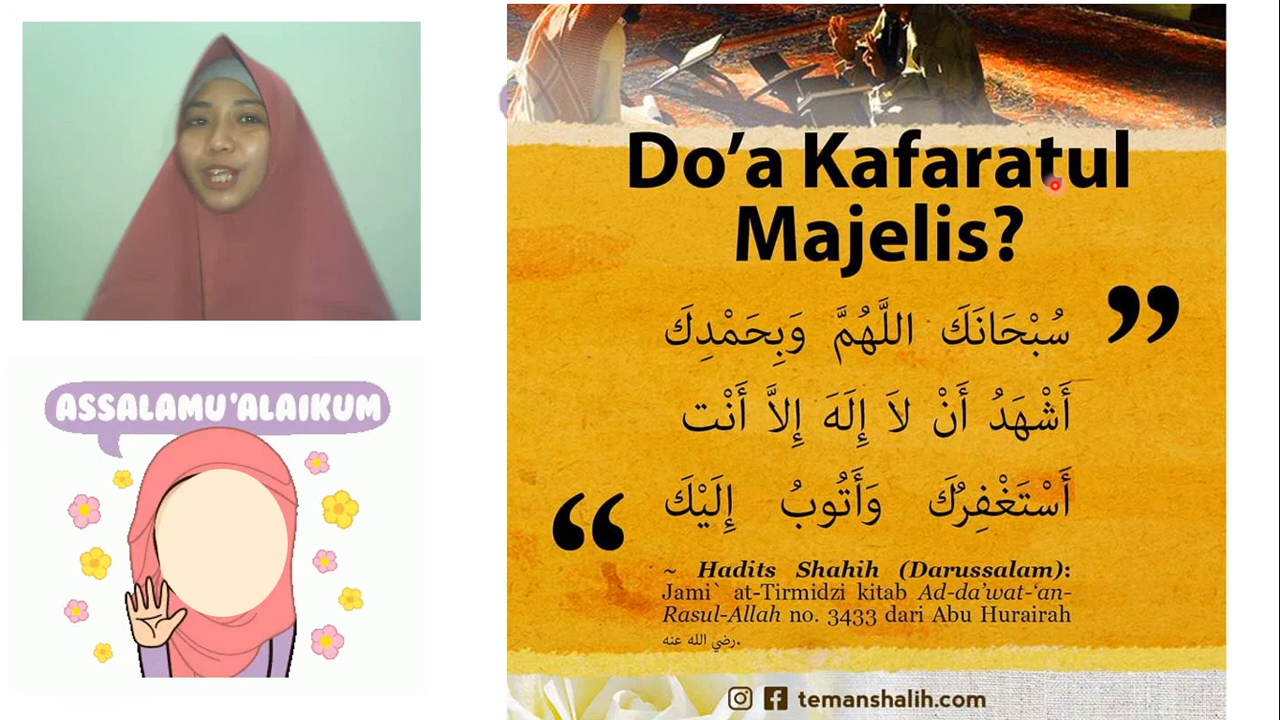 ASSALAMU'ALAIKUM
Do’a Kafaratul
Majelis?
سُبْحَانَكَ اللَّهُمَّ وَبِحَمْدِكَ
أَشْهَدُ أَنْ لاَ إِلَهَ إِلاَّ أَنْت
أَسْتَغْفِرُكَ وَأَتُوبُ إِلَيْكَ
~ Hadits Shahih (Darussalam):
Jami` at-Tirmidzi kitab Ad-da’wat-‘an-
Rasul-Allah no. 3433 dari Abu Hurairah
رضي الله عنه.
temanshalih.com